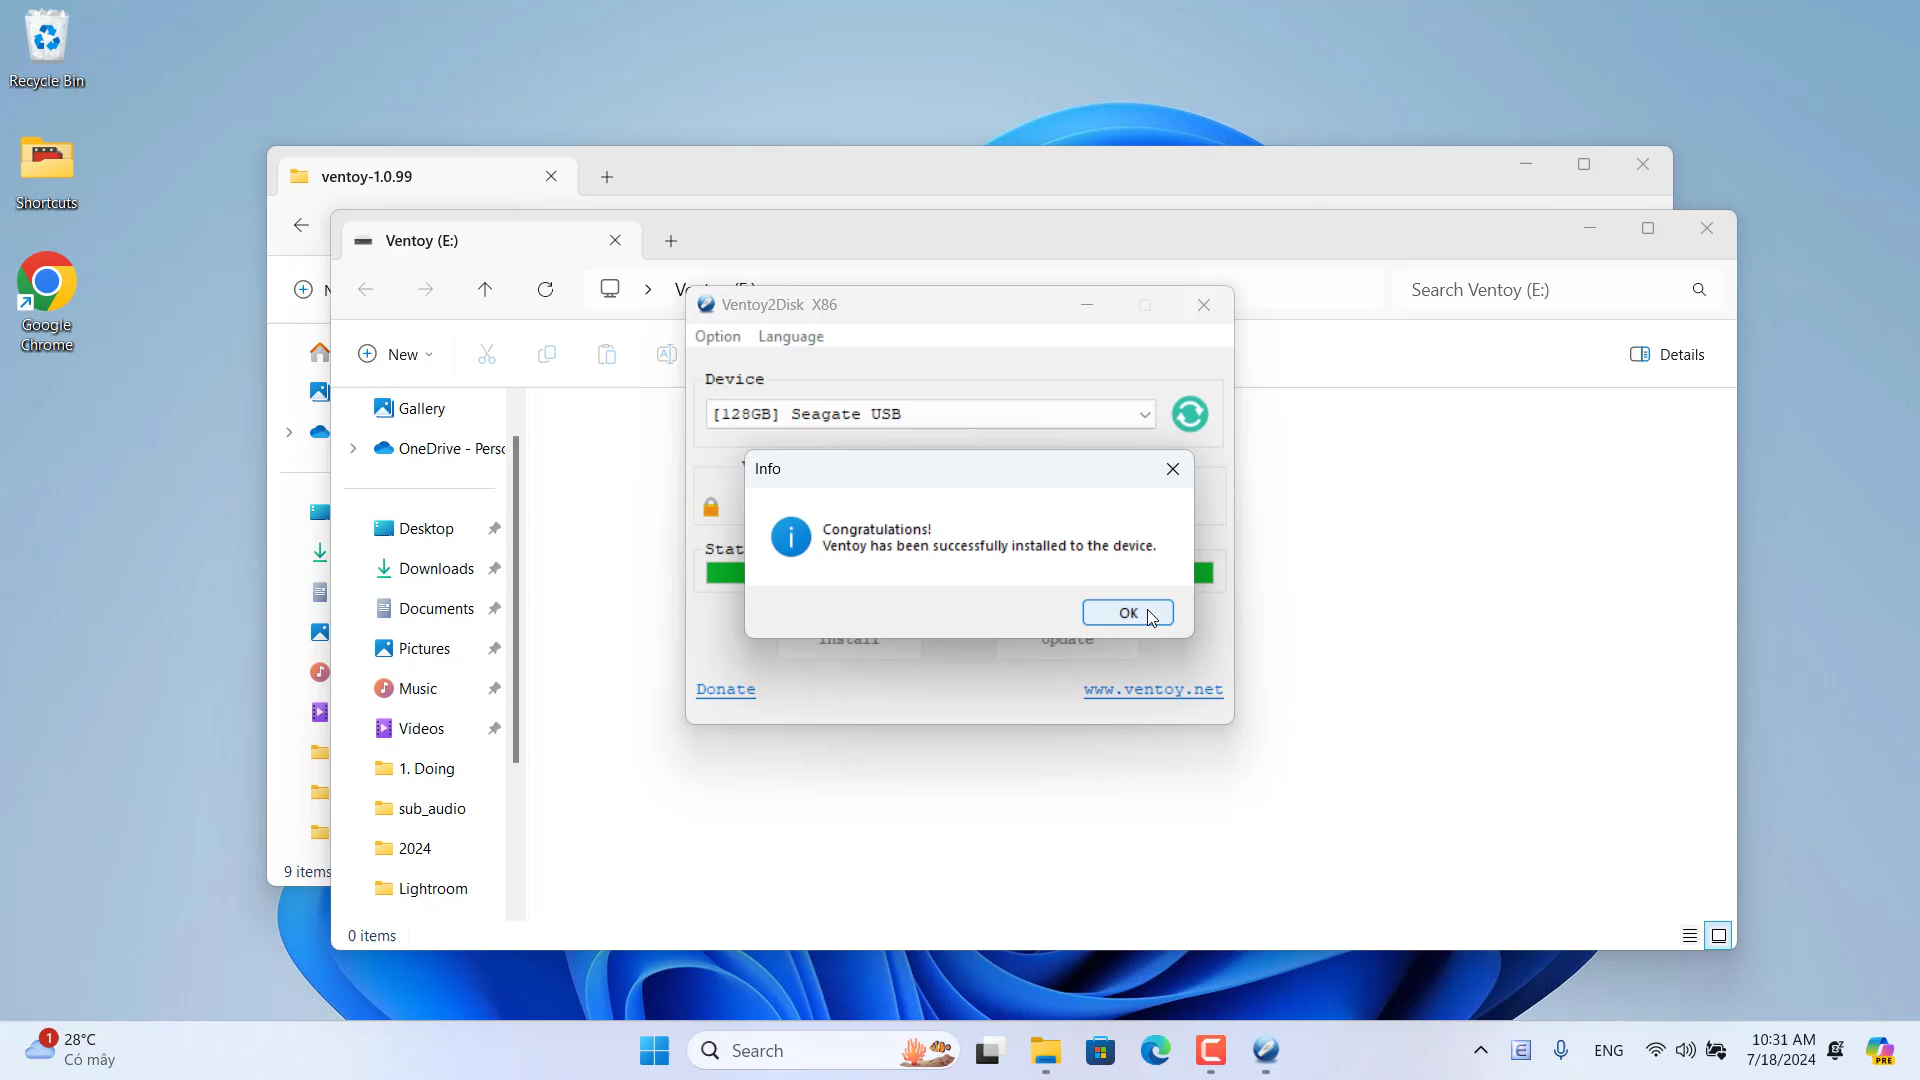 Recycle Bin
Shortcuts
Google
Chrome
ventoy-1.0.99
Ventoy (E:)
Search Ventoy (E:)
New
Details
Gallery
OneDrive - Pers
Desktop
Downloads
Documents
Pictures
Music
Videos
1. Doing
sub_audio
2024
Lightroom
9 items
0 items
Ventoy2Disk X86
Option Language
Device
[128GB] Seagate USB
Info
Congratulations!
Ventoy has been successfully installed to the device.
Stat
OK
Install
Update
Donate
www.ventoy.net
1
28°C
Có mây
Search
ENG
10:31 AM
7/18/2024
PRE